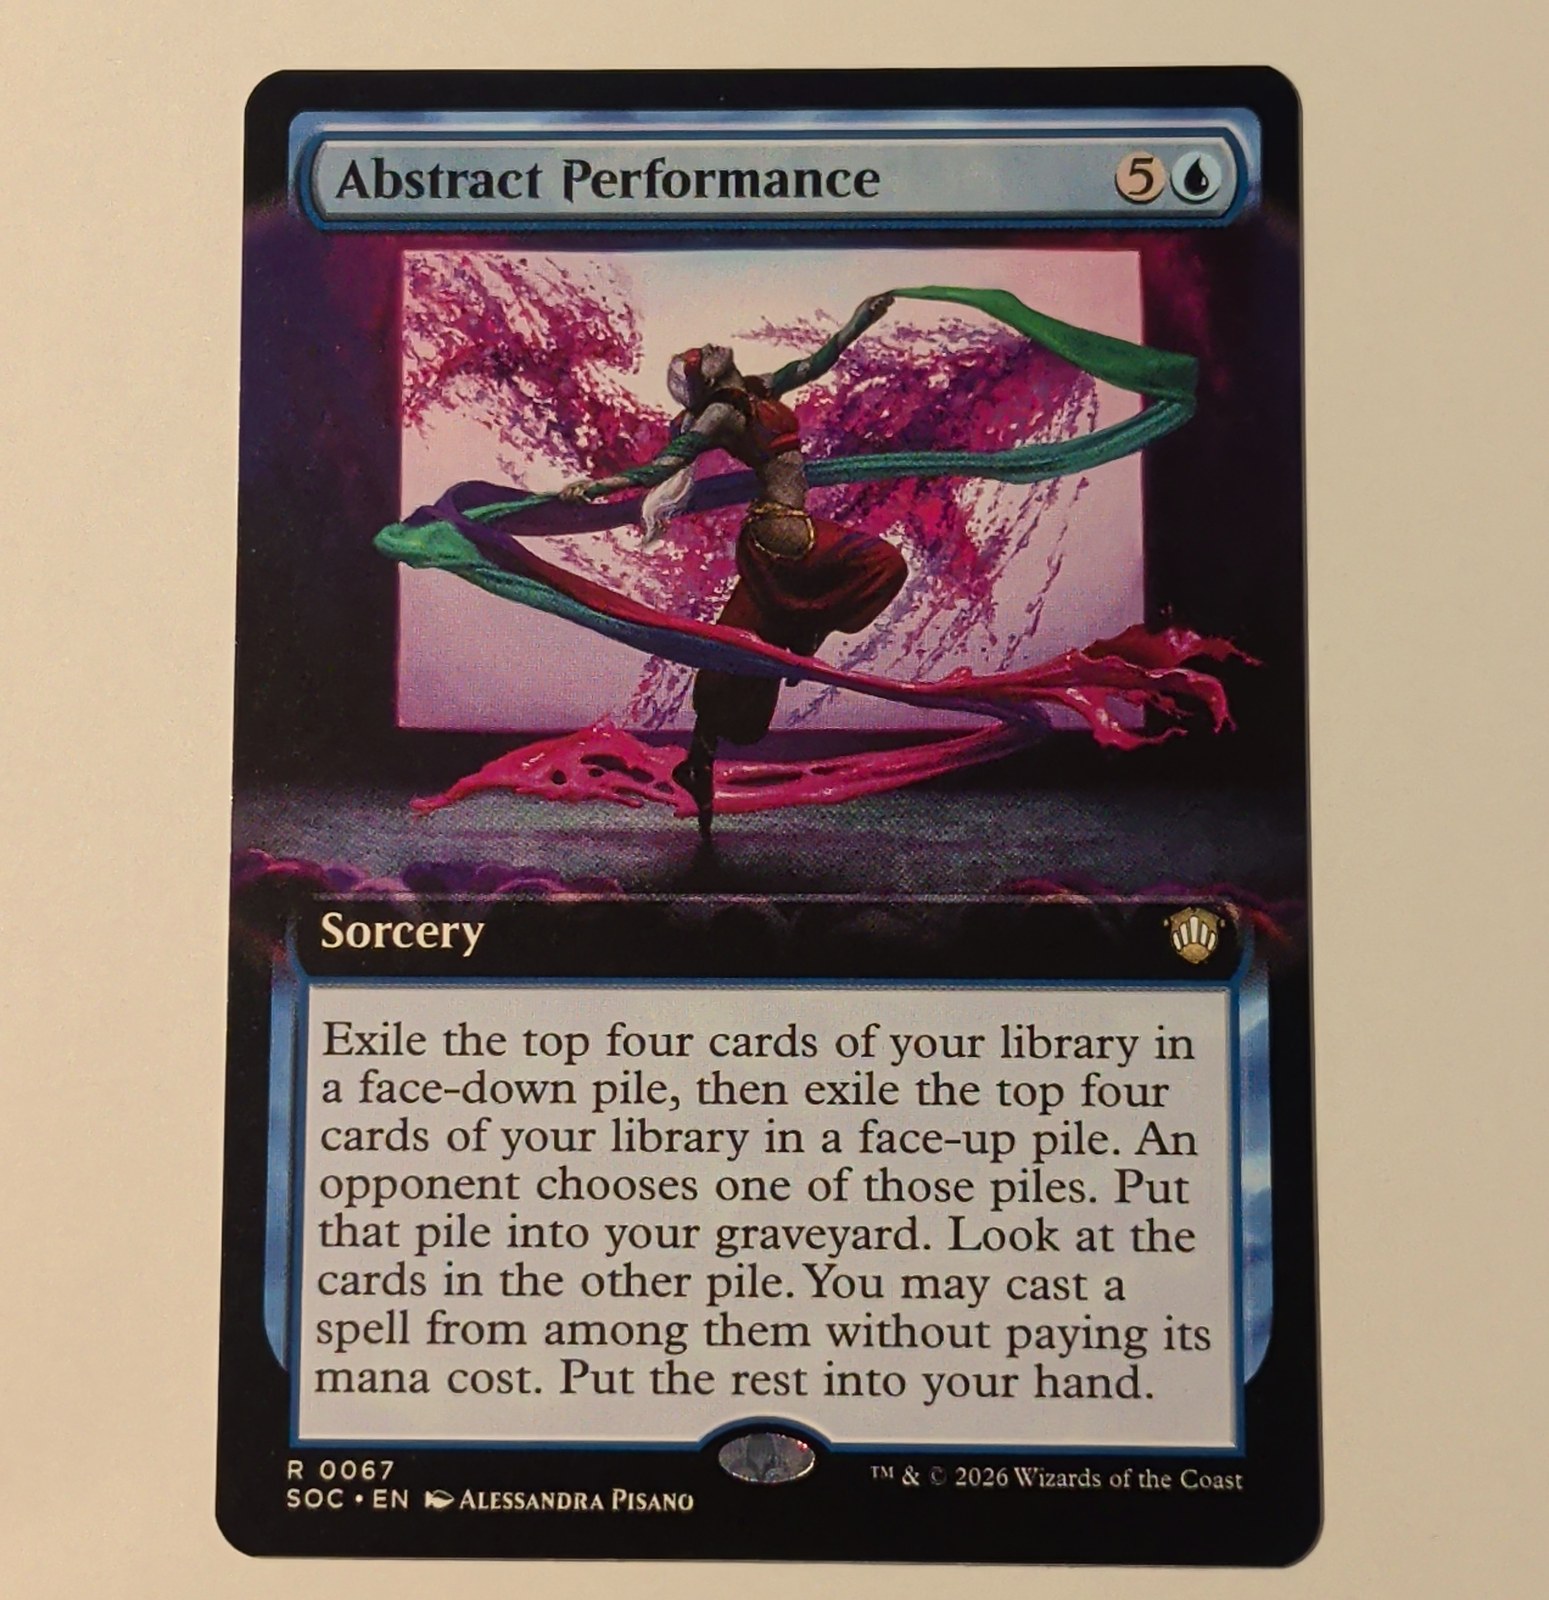 Abstract Performance 5
Sorcery
Exile the top four cards of your library in
a face-down pile, then exile the top four
cards of your library in a face-up pile. An
opponent chooses one of those piles. Put
that pile into your graveyard. Look at the
cards in the other pile. You may cast a
spell from among them without paying its
mana cost. Put the rest into your hand.
R 0067
SOC • EN ALESSANDRA PISANO
™ & © 2026 Wizards of the Coast